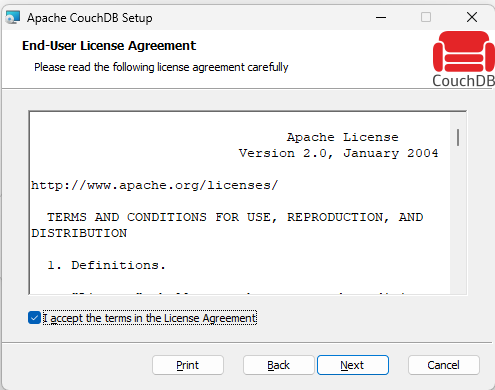 Apache CouchDB Setup
End-User License Agreement
Please read the following license agreement carefully
CouchDB
Apache License
Version 2.0, January 2004
http://www.apache.org/licenses/
TERMS AND CONDITIONS FOR USE, REPRODUCTION, AND
DISTRIBUTION
1. Definitions.
I accept the terms in the License Agreement
Print
Back
Next
Cancel